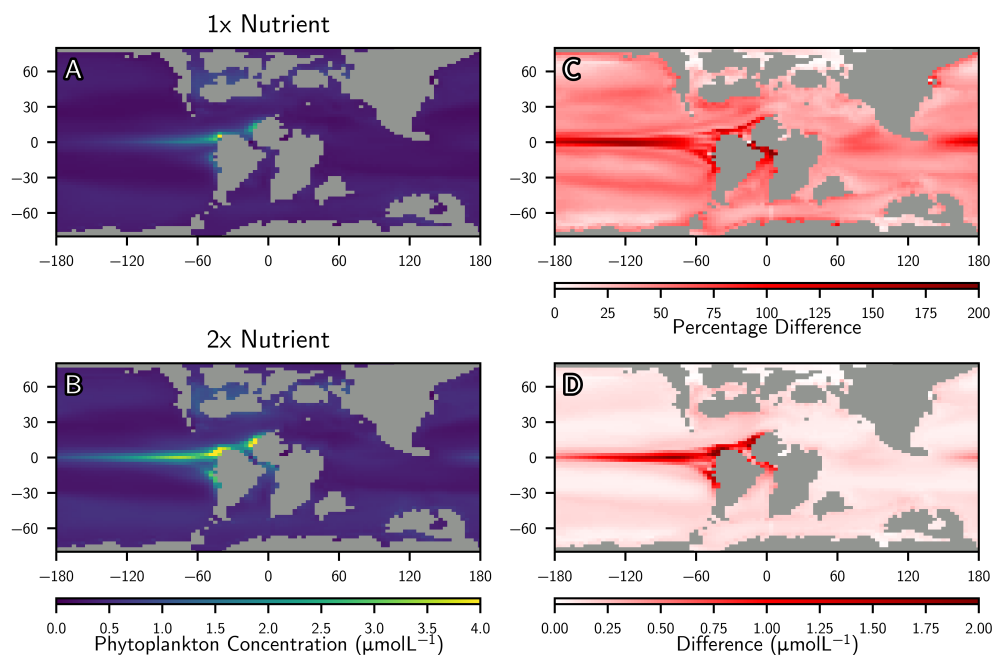 1x Nutrient
A
60
30
0
−30
−60
−180 −120 −60 0 60 120 180
C
60
30
0
−30
−60
−180 −120 −60 0 60 120 180
0 25 50 75 100 125 150 175 200
Percentage Difference
2x Nutrient
B
60
30
0
−30
−60
−180 −120 −60 0 60 120 180
0.0 0.5 1.0 1.5 2.0 2.5 3.0 3.5 4.0
Phytoplankton Concentration (μmolL⁻¹)
D
60
30
0
−30
−60
−180 −120 −60 0 60 120 180
0.00 0.25 0.50 0.75 1.00 1.25 1.50 1.75 2.00
Difference (μmolL⁻¹)